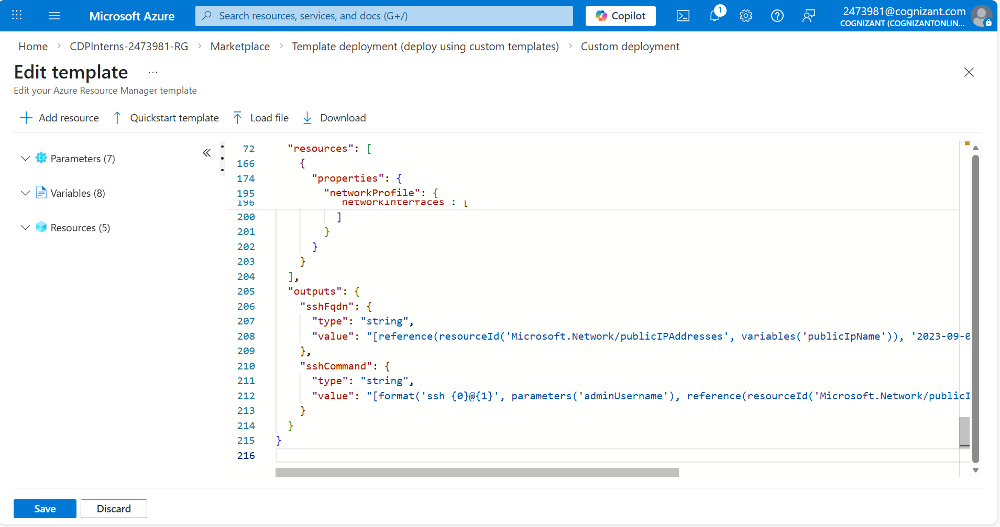 Microsoft Azure
Search resources, services, and docs (G+/)
Copilot
1
2473981@cognizant.com
COGNIZANT (COGNIZANTONLIN...
Home > CDPInterns-2473981-RG > Marketplace > Template deployment (deploy using custom templates) > Custom deployment
Edit template ...
Edit your Azure Resource Manager template
Add resource
Quickstart template
Load file
Download
Parameters (7)
Variables (8)
Resources (5)
72 "resources": [
166 {
174 "properties": {
195 "networkProfile": {
196 "networkInterfaces": [
200 ]
201 }
202 }
203 }
204 ],
205 "outputs": {
206 "sshFqdn": {
207 "type": "string",
208 "value": "[reference(resourceId('Microsoft.Network/publicIPAddresses', variables('publicIpName')), '2023-09-0
209 },
210 "sshCommand": {
211 "type": "string",
212 "value": "[format('ssh {0}@{1}', parameters('adminUsername'), reference(resourceId('Microsoft.Network/publicI
213 }
214 }
215 }
216
Save
Discard